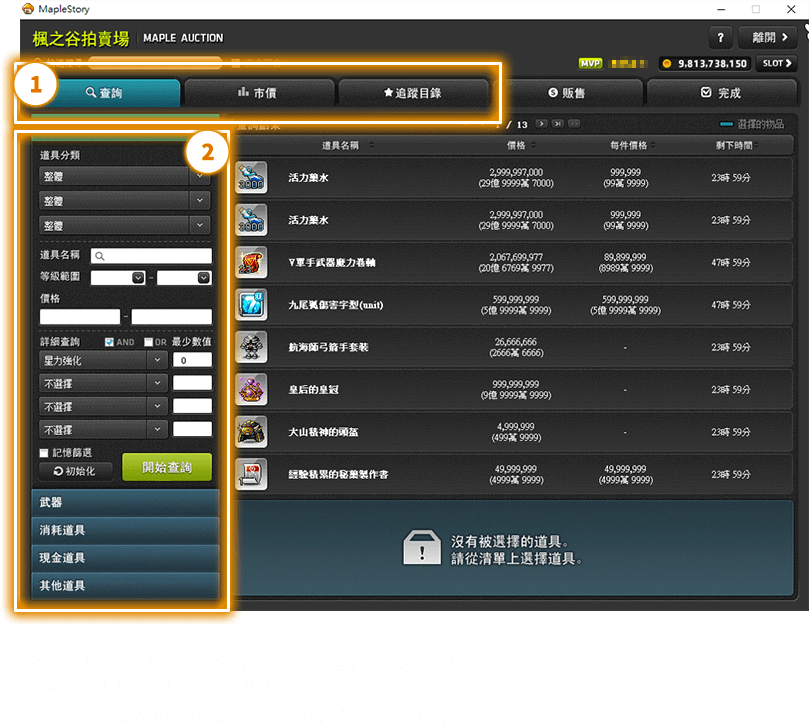 MapleStory
楓之谷拍賣場 MAPLE AUCTION ? 離開
MVP 9.813.738.150 SLOT
1 查詢 市價 追蹤目錄 販售 完成
2 1 / 13 選擇的物品
道具分類 道具名稱 價格 每件價格 剩下時間
整體
整體
整體
道具名稱
等級範圍 -
價格
-
詳細查詢 AND OR 最少數值
星力強化 0
不選擇
不選擇
不選擇
記憶篩選
初始化 開始查詢
武器
消耗道具
現金道具
其他道具
3000 活力藥水 2,999,997,000 999,999 23時 59分
(29億 9999萬 7000) (99萬 9999)
3000 活力藥水 2,999,997,000 999,999 23時 59分
(29億 9999萬 7000) (99萬 9999)
V單手武器魔力卷軸 2,067,699,977 89,899,999 47時 59分
(20億 6769萬 9977) (8989萬 9999)
九尾狐傷害字型(unit) 599,999,999 599,999,999 47時 59分
(5億 9999萬 9999) (5億 9999萬 9999)
航海師弓箭手套裝 26,666,666 - 23時 59分
(2666萬 6666)
皇后的皇冠 999,999,999 - 23時 59分
(9億 9999萬 9999)
大山精神的頭盔 4,999,999 - 23時 59分
(499萬 9999)
經驗積累的秘藥製作書 49,999,999 49,999,999 23時 59分
(4999萬 9999) (4999萬 9999)
沒有被選擇的道具。
請從清單上選擇道具。